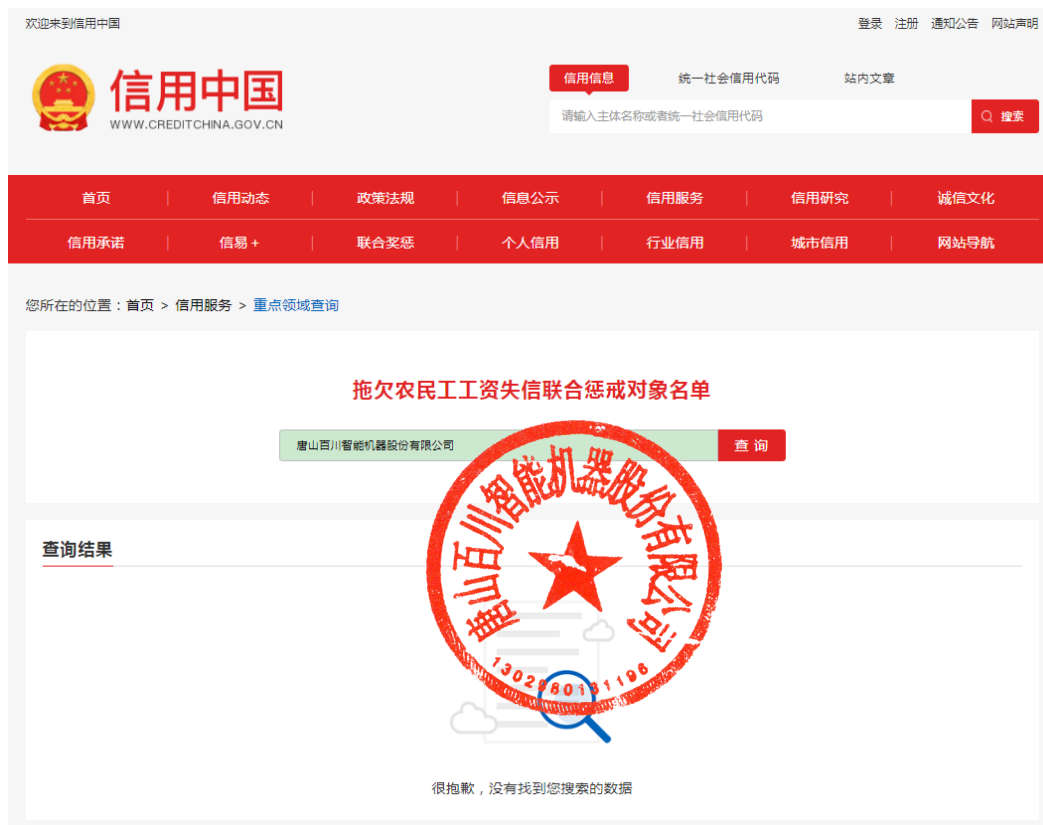 欢迎来到信用中国
登录 注册 通知公告 网站声明
信用中国
WWW.CREDITCHINA.GOV.CN
信用信息 统一社会信用代码 站内文章
请输入主体名称或者统一社会信用代码
搜索
首页 信用动态 政策法规 信息公示 信用服务 信用研究 诚信文化
信用承诺 信易+ 联合奖惩 个人信用 行业信用 城市信用 网站导航
您所在的位置：首页 > 信用服务 > 重点领域查询
拖欠农民工工资失信联合惩戒对象名单
唐山百川智能机器股份有限公司
查询
查询结果
唐山百川智能机器股份有限公司
很抱歉，没有找到您搜索的数据